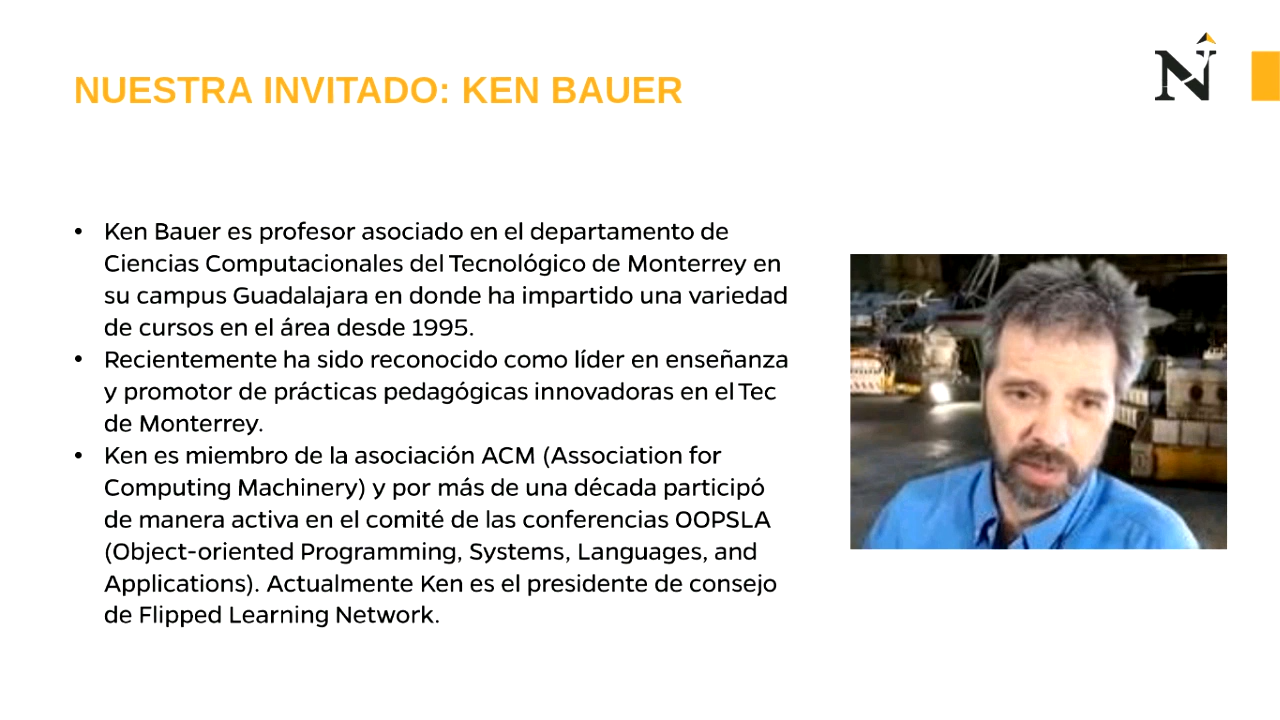 NUESTRA INVITADO: KEN BAUER
N
• Ken Bauer es profesor asociado en el departamento de
Ciencias Computacionales del Tecnológico de Monterrey en
su campus Guadalajara en donde ha impartido una variedad
de cursos en el área desde 1995.
• Recientemente ha sido reconocido como líder en enseñanza
y promotor de prácticas pedagógicas innovadoras en el Tec
de Monterrey.
• Ken es miembro de la asociación ACM (Association for
Computing Machinery) y por más de una década participó
de manera activa en el comité de las conferencias OOPSLA
(Object-oriented Programming, Systems, Languages, and
Applications). Actualmente Ken es el presidente de consejo
de Flipped Learning Network.